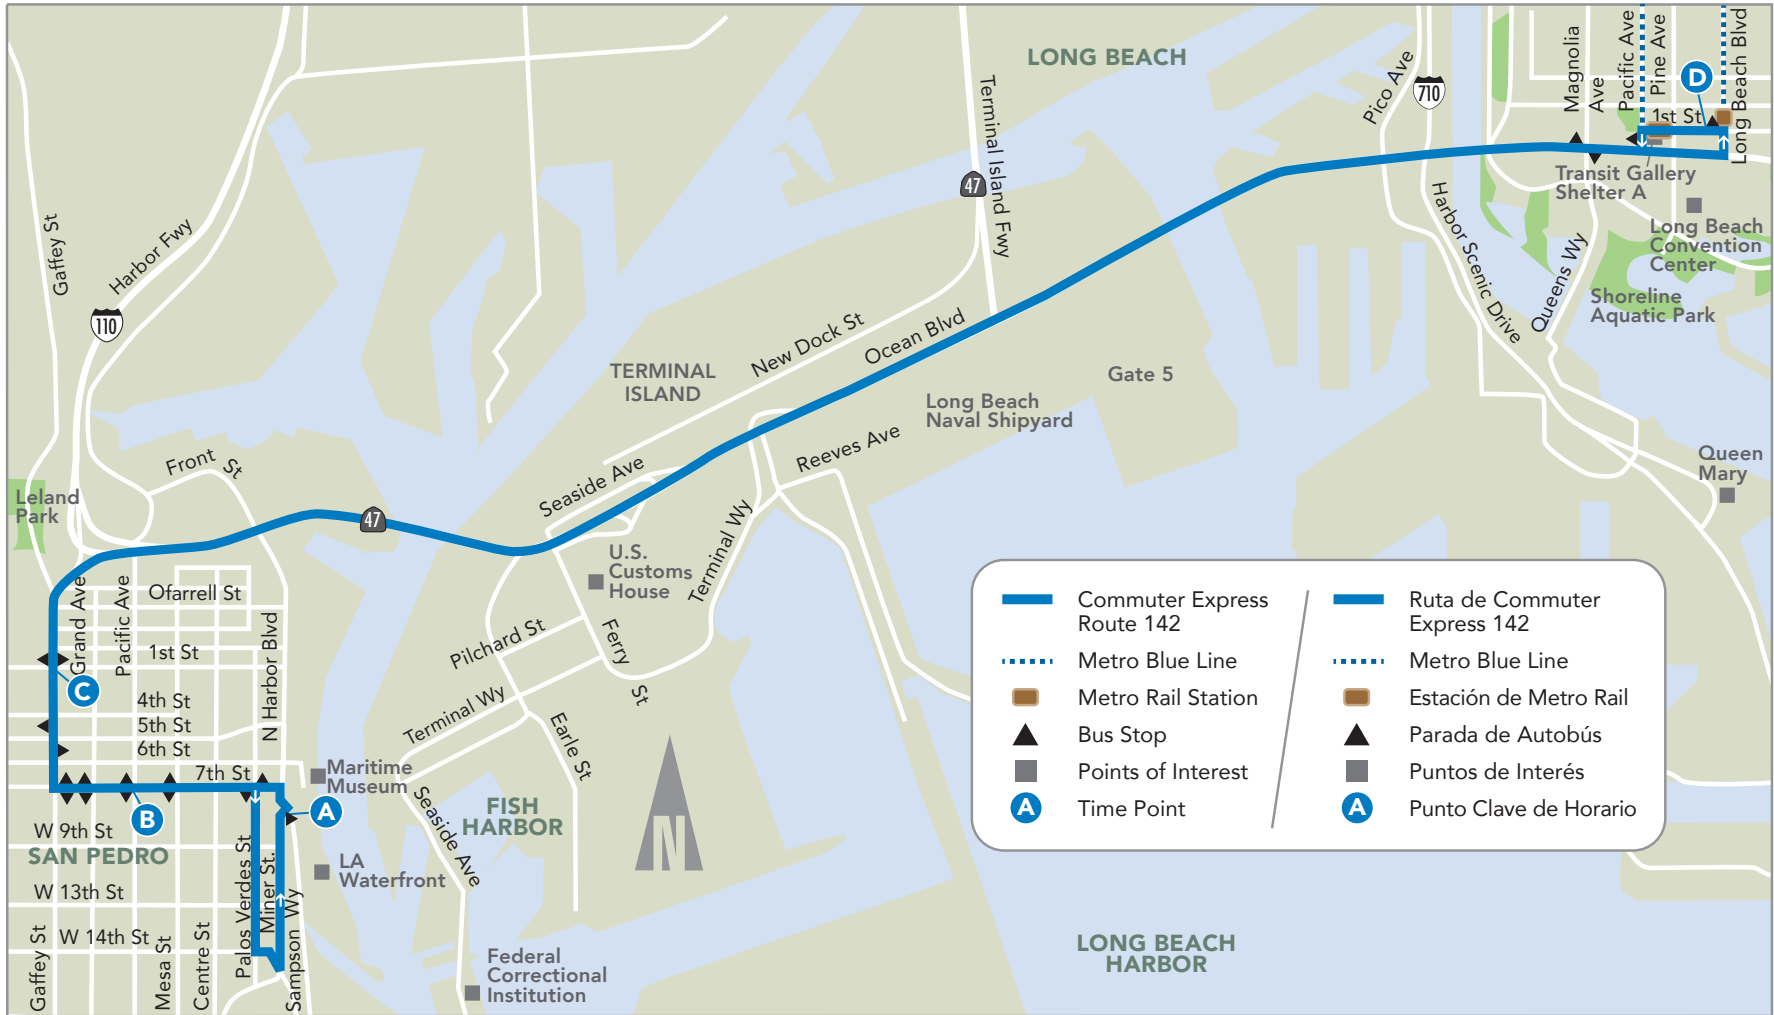 LONG BEACH
Pico Ave
710
Magnolia
Ave
Pacific Ave
Pine Ave
D
Long Beach Blvd
1st St
Transit Gallery
Shelter A
Long Beach
Convention
Center
Shoreline
Aquatic Park
Queens Wy
Harbor Scenic Drive
Queen
Mary
Terminal Island Fwy
47
Gaffey St
Harbor Fwy
110
New Dock St
Ocean Blvd
TERMINAL
ISLAND
Gate 5
Long Beach
Naval Shipyard
Reeves Ave
Seaside Ave
Front St
Leland
Park
47
U.S.
Customs
House
Terminal Wy
Ofarrell St
Grand Ave
Pacific Ave
N Harbor Blvd
1st St
C
4th St
5th St
6th St
7th St
Pilchard St
Ferry St
Terminal Wy
Earle St
Maritime
Museum
A
B
Seaside Ave
FISH
HARBOR
N
W 9th St
SAN PEDRO
LA
Waterfront
W 13th St
W 14th St
Gaffey St
Mesa St
Centre St
Palos Verdes St
Miner St.
Sampson Wy
Federal
Correctional
Institution
LONG BEACH
HARBOR
Commuter Express
Route 142
Metro Blue Line
Metro Rail Station
Bus Stop
Points of Interest
A Time Point
Ruta de Commuter
Express 142
Metro Blue Line
Estación de Metro Rail
Parada de Autobús
Puntos de Interés
A Punto Clave de Horario